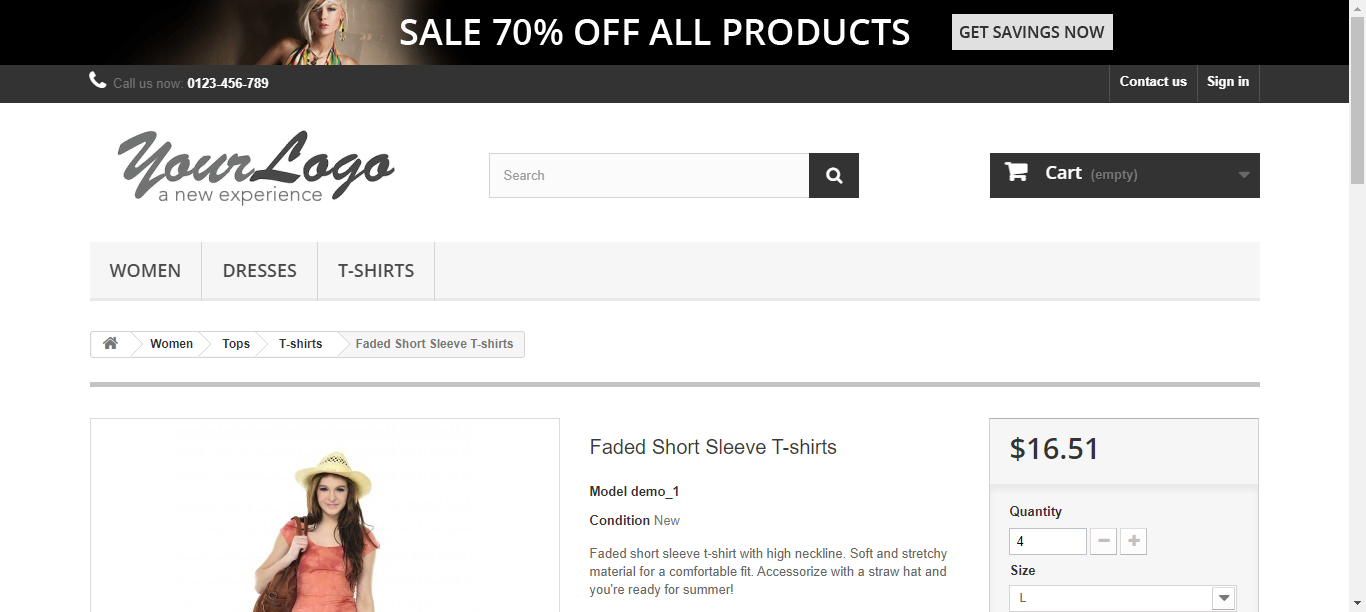 SALE 70% OFF ALL PRODUCTS
GET SAVINGS NOW
Call us now: 0123-456-789
Contact us
Sign in
YourLogo
a new experience
Search
Cart (empty)
WOMEN
DRESSES
T-SHIRTS
Women
Tops
T-shirts
Faded Short Sleeve T-shirts
Faded Short Sleeve T-shirts
Model demo_1
Condition New
Faded short sleeve t-shirt with high neckline. Soft and stretchy
material for a comfortable fit. Accessorize with a straw hat and
you're ready for summer!
$16.51
Quantity
4
Size
L